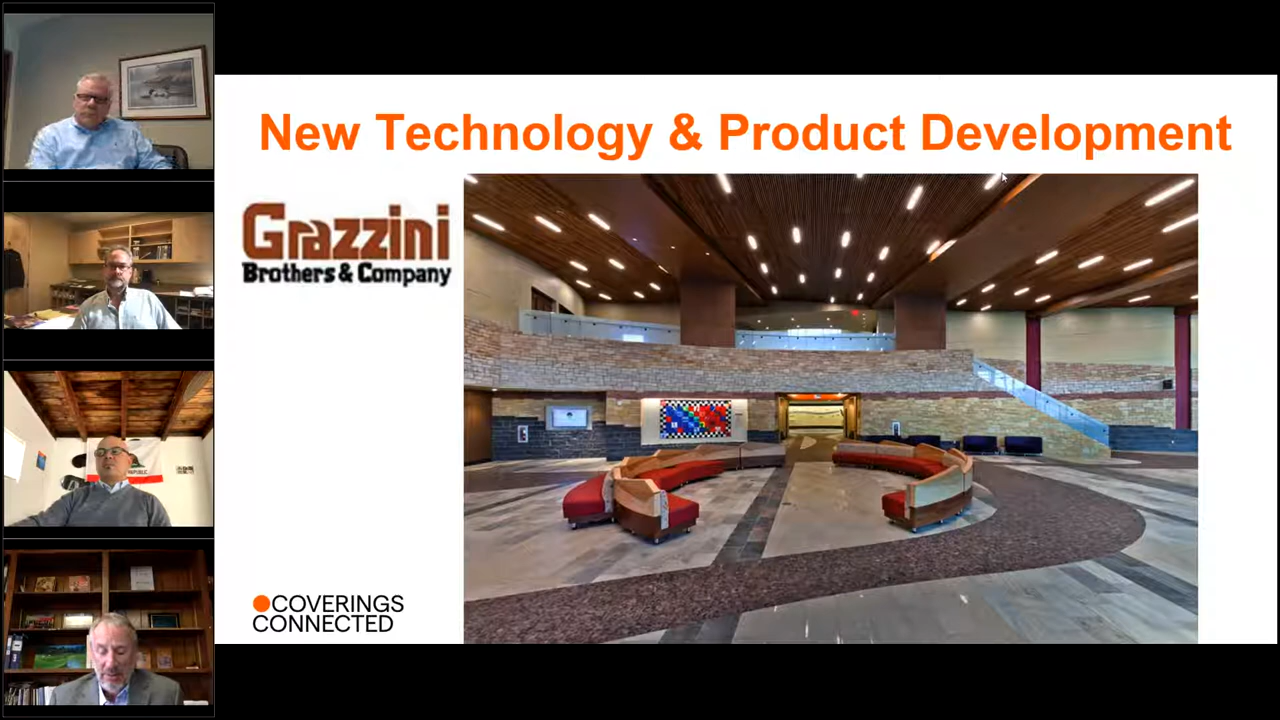 New Technology & Product Development
Grazzini
Brothers & Company
COVERINGS
CONNECTED